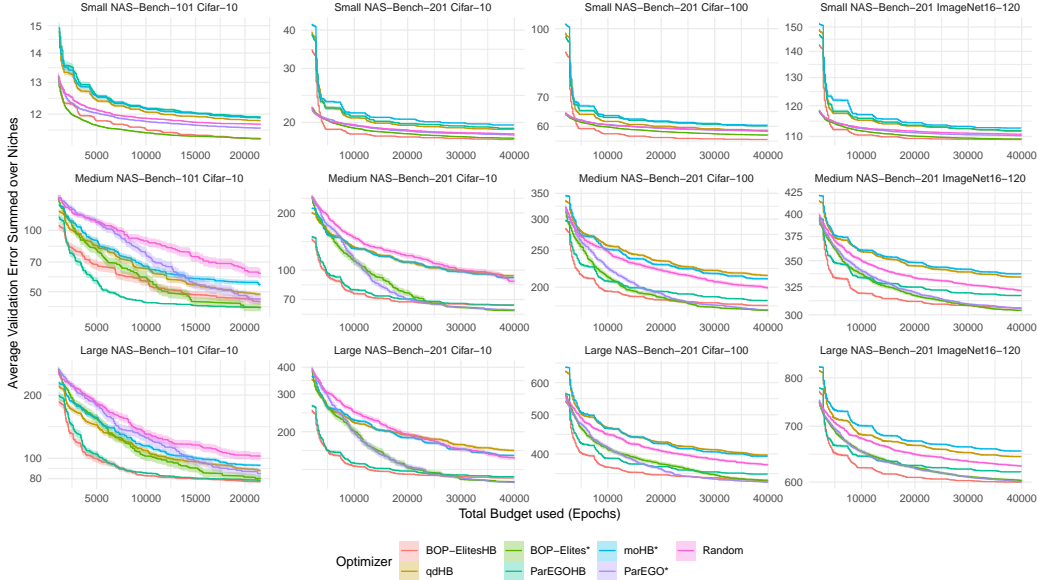 Small NAS−Bench−101 Cifar−10
Small NAS−Bench−201 Cifar−10
Small NAS−Bench−201 Cifar−100
Small NAS−Bench−201 ImageNet16−120
15
14
13
12
5000 10000 15000 20000
40
30
20
10000 20000 30000 40000
100
70
60
10000 20000 30000 40000
150
140
130
120
110
10000 20000 30000 40000
Medium NAS−Bench−101 Cifar−10
Medium NAS−Bench−201 Cifar−10
Medium NAS−Bench−201 Cifar−100
Medium NAS−Bench−201 ImageNet16−120
100
70
50
5000 10000 15000 20000
200
100
70
10000 20000 30000 40000
350
300
250
200
10000 20000 30000 40000
425
400
375
350
325
300
10000 20000 30000 40000
Large NAS−Bench−101 Cifar−10
Large NAS−Bench−201 Cifar−10
Large NAS−Bench−201 Cifar−100
Large NAS−Bench−201 ImageNet16−120
200
100
80
5000 10000 15000 20000
400
300
200
10000 20000 30000 40000
600
500
400
10000 20000 30000 40000
800
700
600
10000 20000 30000 40000
Average Validation Error Summed over Niches
Total Budget used (Epochs)
Optimizer
BOP−ElitesHB
BOP−Elites*
moHB*
Random
qdHB
ParEGOHB
ParEGO*